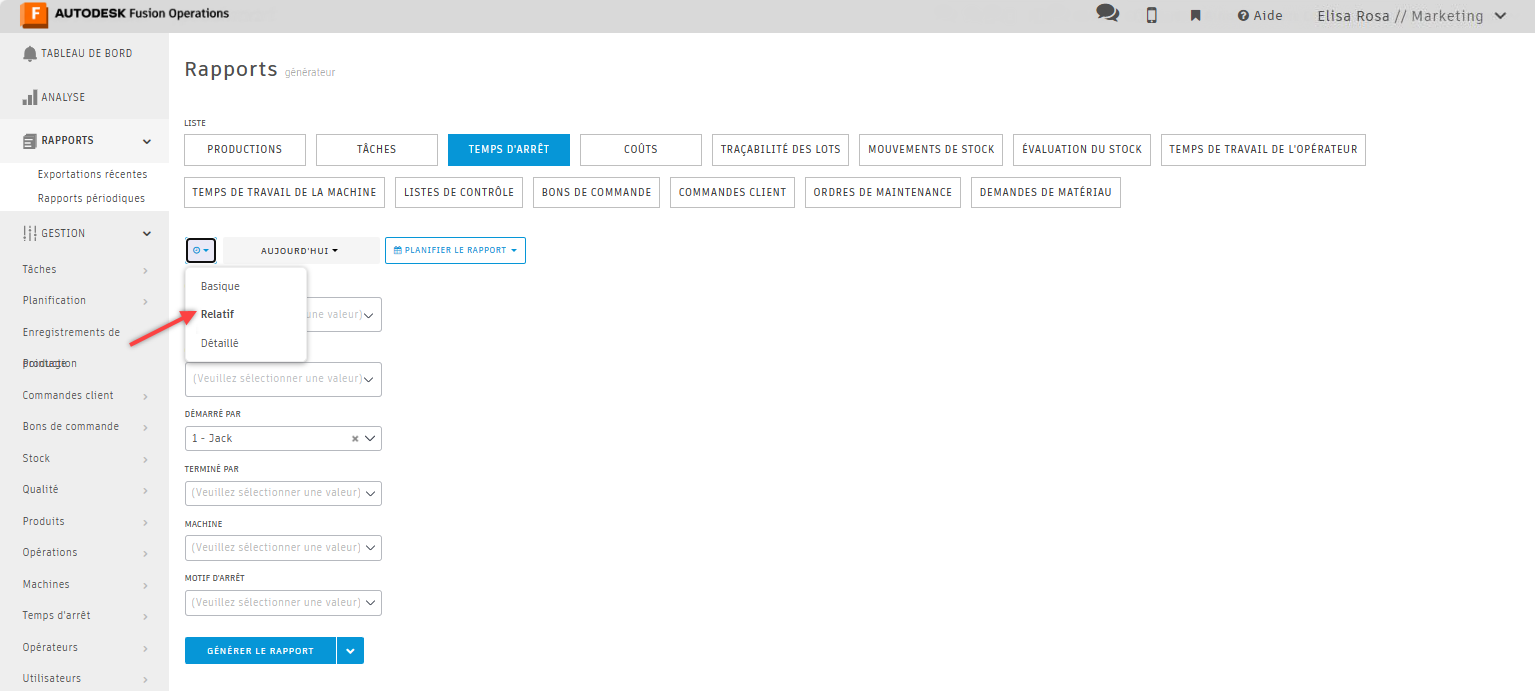 F AUTODESK Fusion Operations
Aide
Elisa Rosa // Marketing
TABLEAU DE BORD
ANALYSE
RAPPORTS
Exportations récentes
Rapports périodiques
GESTION
Tâches
Planification
Enregistrements de
production
Pointage
Commandes client
Bons de commande
Stock
Qualité
Produits
Opérations
Machines
Temps d'arrêt
Opérateurs
Utilisateurs
Rapports générateur
LISTE
PRODUCTIONS TÂCHES TEMPS D'ARRÊT COÛTS TRAÇABILITÉ DES LOTS MOUVEMENTS DE STOCK ÉVALUATION DU STOCK TEMPS DE TRAVAIL DE L'OPÉRATEUR
TEMPS DE TRAVAIL DE LA MACHINE LISTES DE CONTRÔLE BONS DE COMMANDE COMMANDES CLIENT ORDRES DE MAINTENANCE DEMANDES DE MATÉRIAU
AUJOURD'HUI PLANIFIER LE RAPPORT
Basique
Relatif
Détaillé
une valeur)
(Veuillez sélectionner une valeur)
DÉMARRÉ PAR
1 - Jack
TERMINÉ PAR
(Veuillez sélectionner une valeur)
MACHINE
(Veuillez sélectionner une valeur)
MOTIF D'ARRÊT
(Veuillez sélectionner une valeur)
GÉNÉRER LE RAPPORT